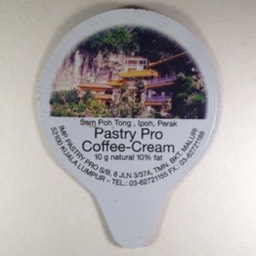 Sam Poh Tong , Ipoh, Perak
Pastry Pro
Coffee-Cream
10 g natural 10% fat
IMP. PASTRY PRO S/B, 8 JLN 3/37A, TMN. BKT. MALURI
52100 KUALA LUMPUR – TEL.: 03-62721155 FX.: 03-62721188